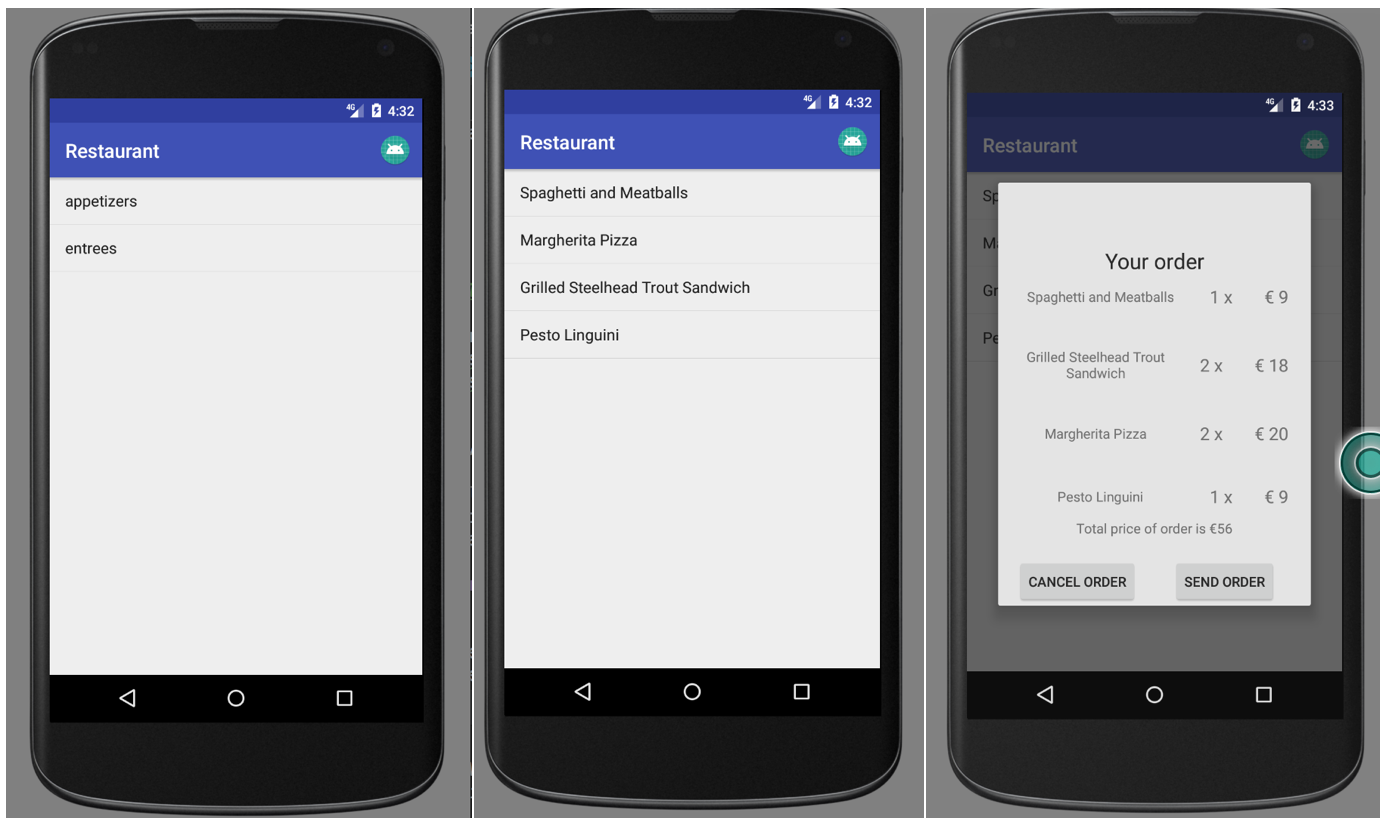 4G 4:32
Restaurant
appetizers
entrees
4G 4:32
Restaurant
Spaghetti and Meatballs
Margherita Pizza
Grilled Steelhead Trout Sandwich
Pesto Linguini
4G 4:33
Restaurant
Sp
Ma
Gr
Pe
Your order
Spaghetti and Meatballs 1 x € 9
Grilled Steelhead Trout
Sandwich 2 x € 18
Margherita Pizza 2 x € 20
Pesto Linguini 1 x € 9
Total price of order is €56
CANCEL ORDER SEND ORDER